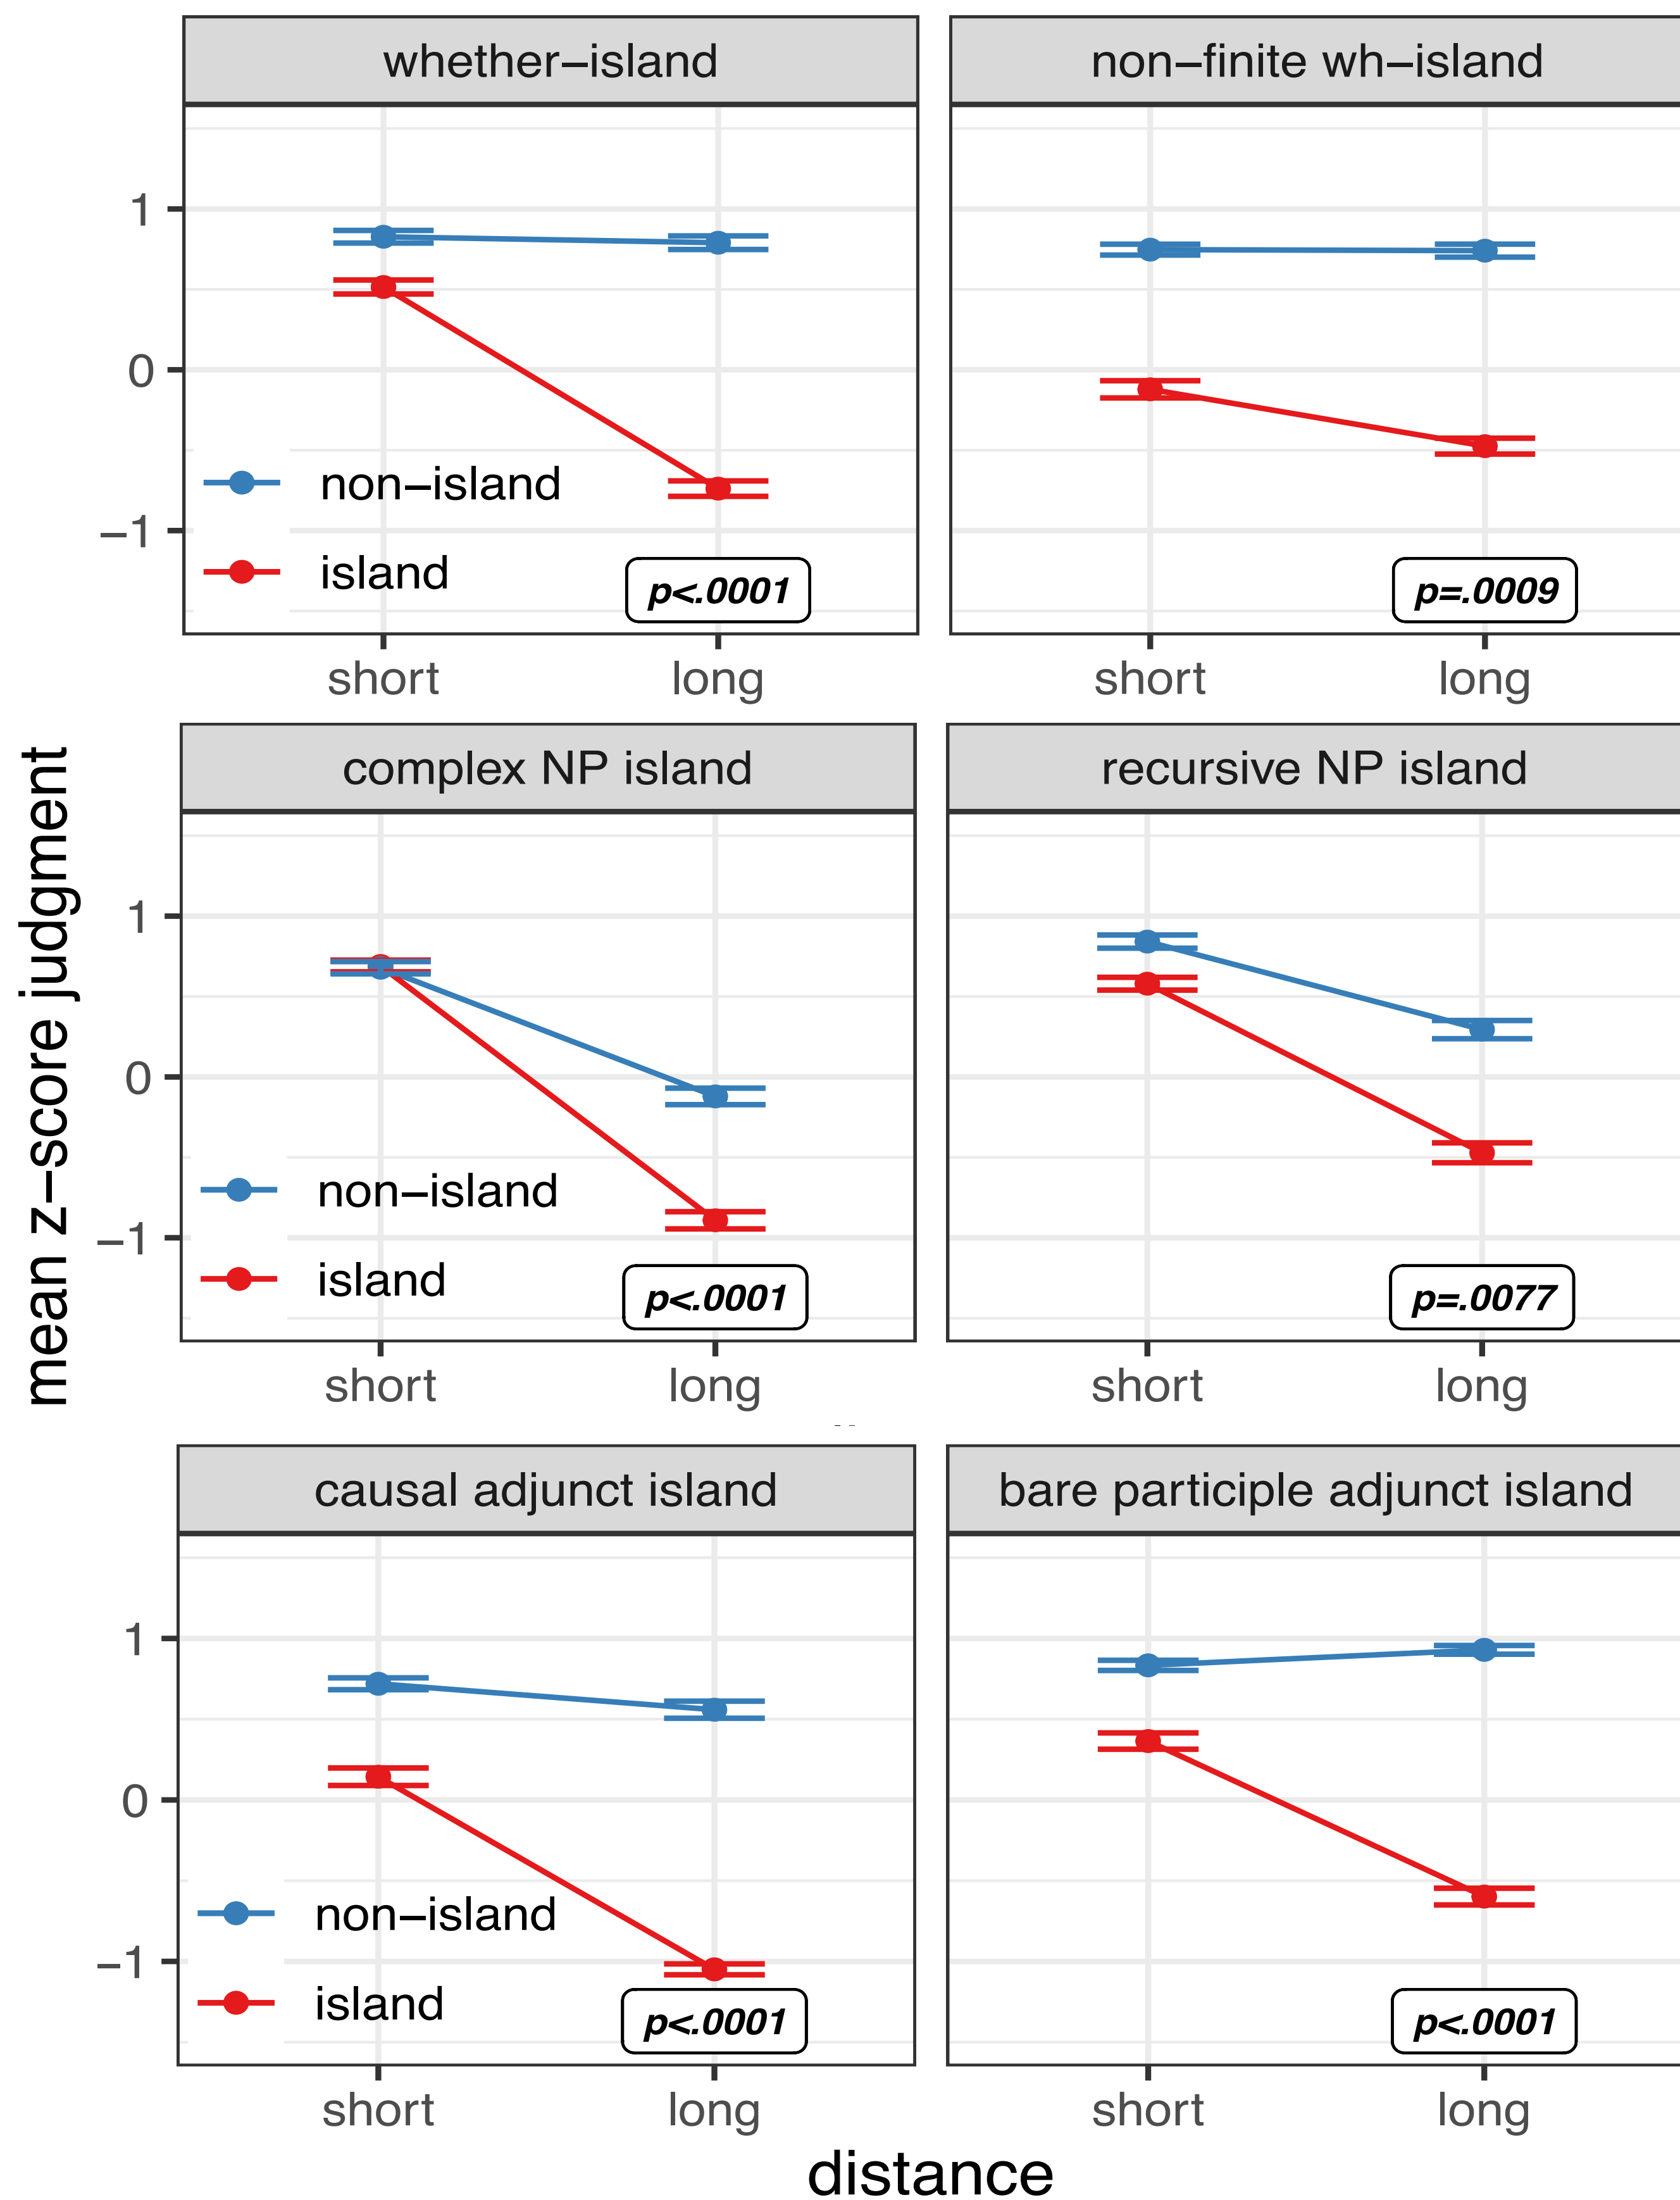 whether−island
non−finite wh−island
1
0
−1
non−island
island
p<.0001
p=.0009
short
long
short
long
mean z−score judgment
complex NP island
recursive NP island
1
0
−1
non−island
island
p<.0001
p=.0077
short
long
short
long
causal adjunct island
bare participle adjunct island
1
0
−1
non−island
island
p<.0001
p<.0001
short
long
short
long
distance